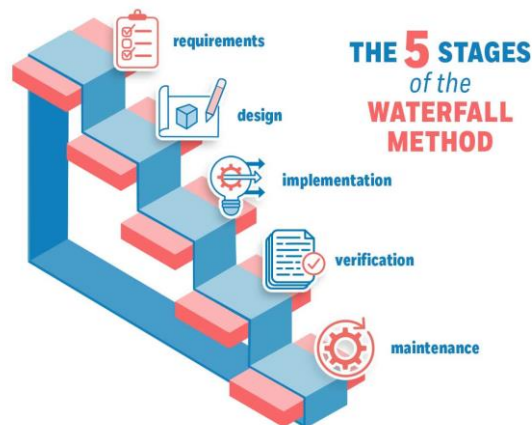 THE 5 STAGES
of the
WATERFALL
METHOD
requirements
design
implementation
verification
maintenance